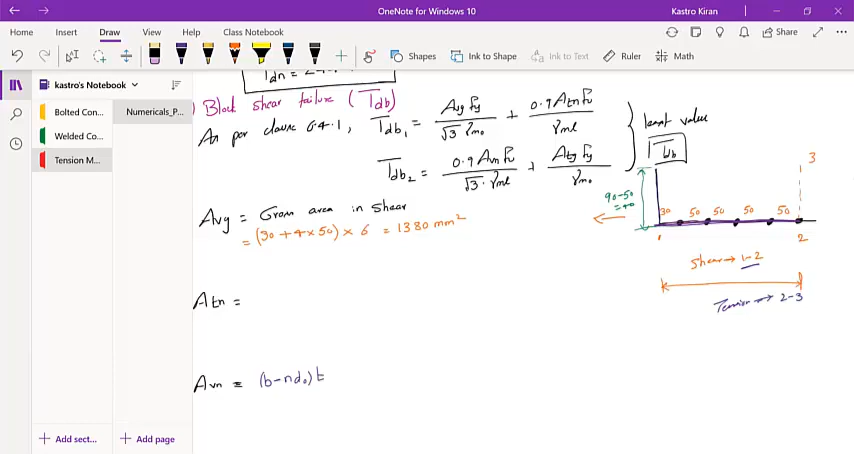 OneNote for Windows 10
Kastro Kiran
Home Insert Draw View Help Class Notebook
Share
Shapes Ink to Shape Ink to Text Ruler Math
kastro's Notebook
Bolted Con...
Welded Co...
Tension M...
Numericals_P...
Add sect...
Add page
) Block shear failure (Tdb)
As per clause 6.4.1, Tdb1 = Avg fy / √3 γm0 + 0.9 Atn fu / γml
Tdb2 = 0.9 Avn fu / √3 · γml + Atg fy / γm0
least value
Tdb
Avg = Gross area in shear
= (30 + 4×50) × 6 = 1380 mm²
Atn =
Avn = (b-nd₀)t
3
90-50
30 50 50 50 50
1 2
Shear → 1-2
Tension → 2-3